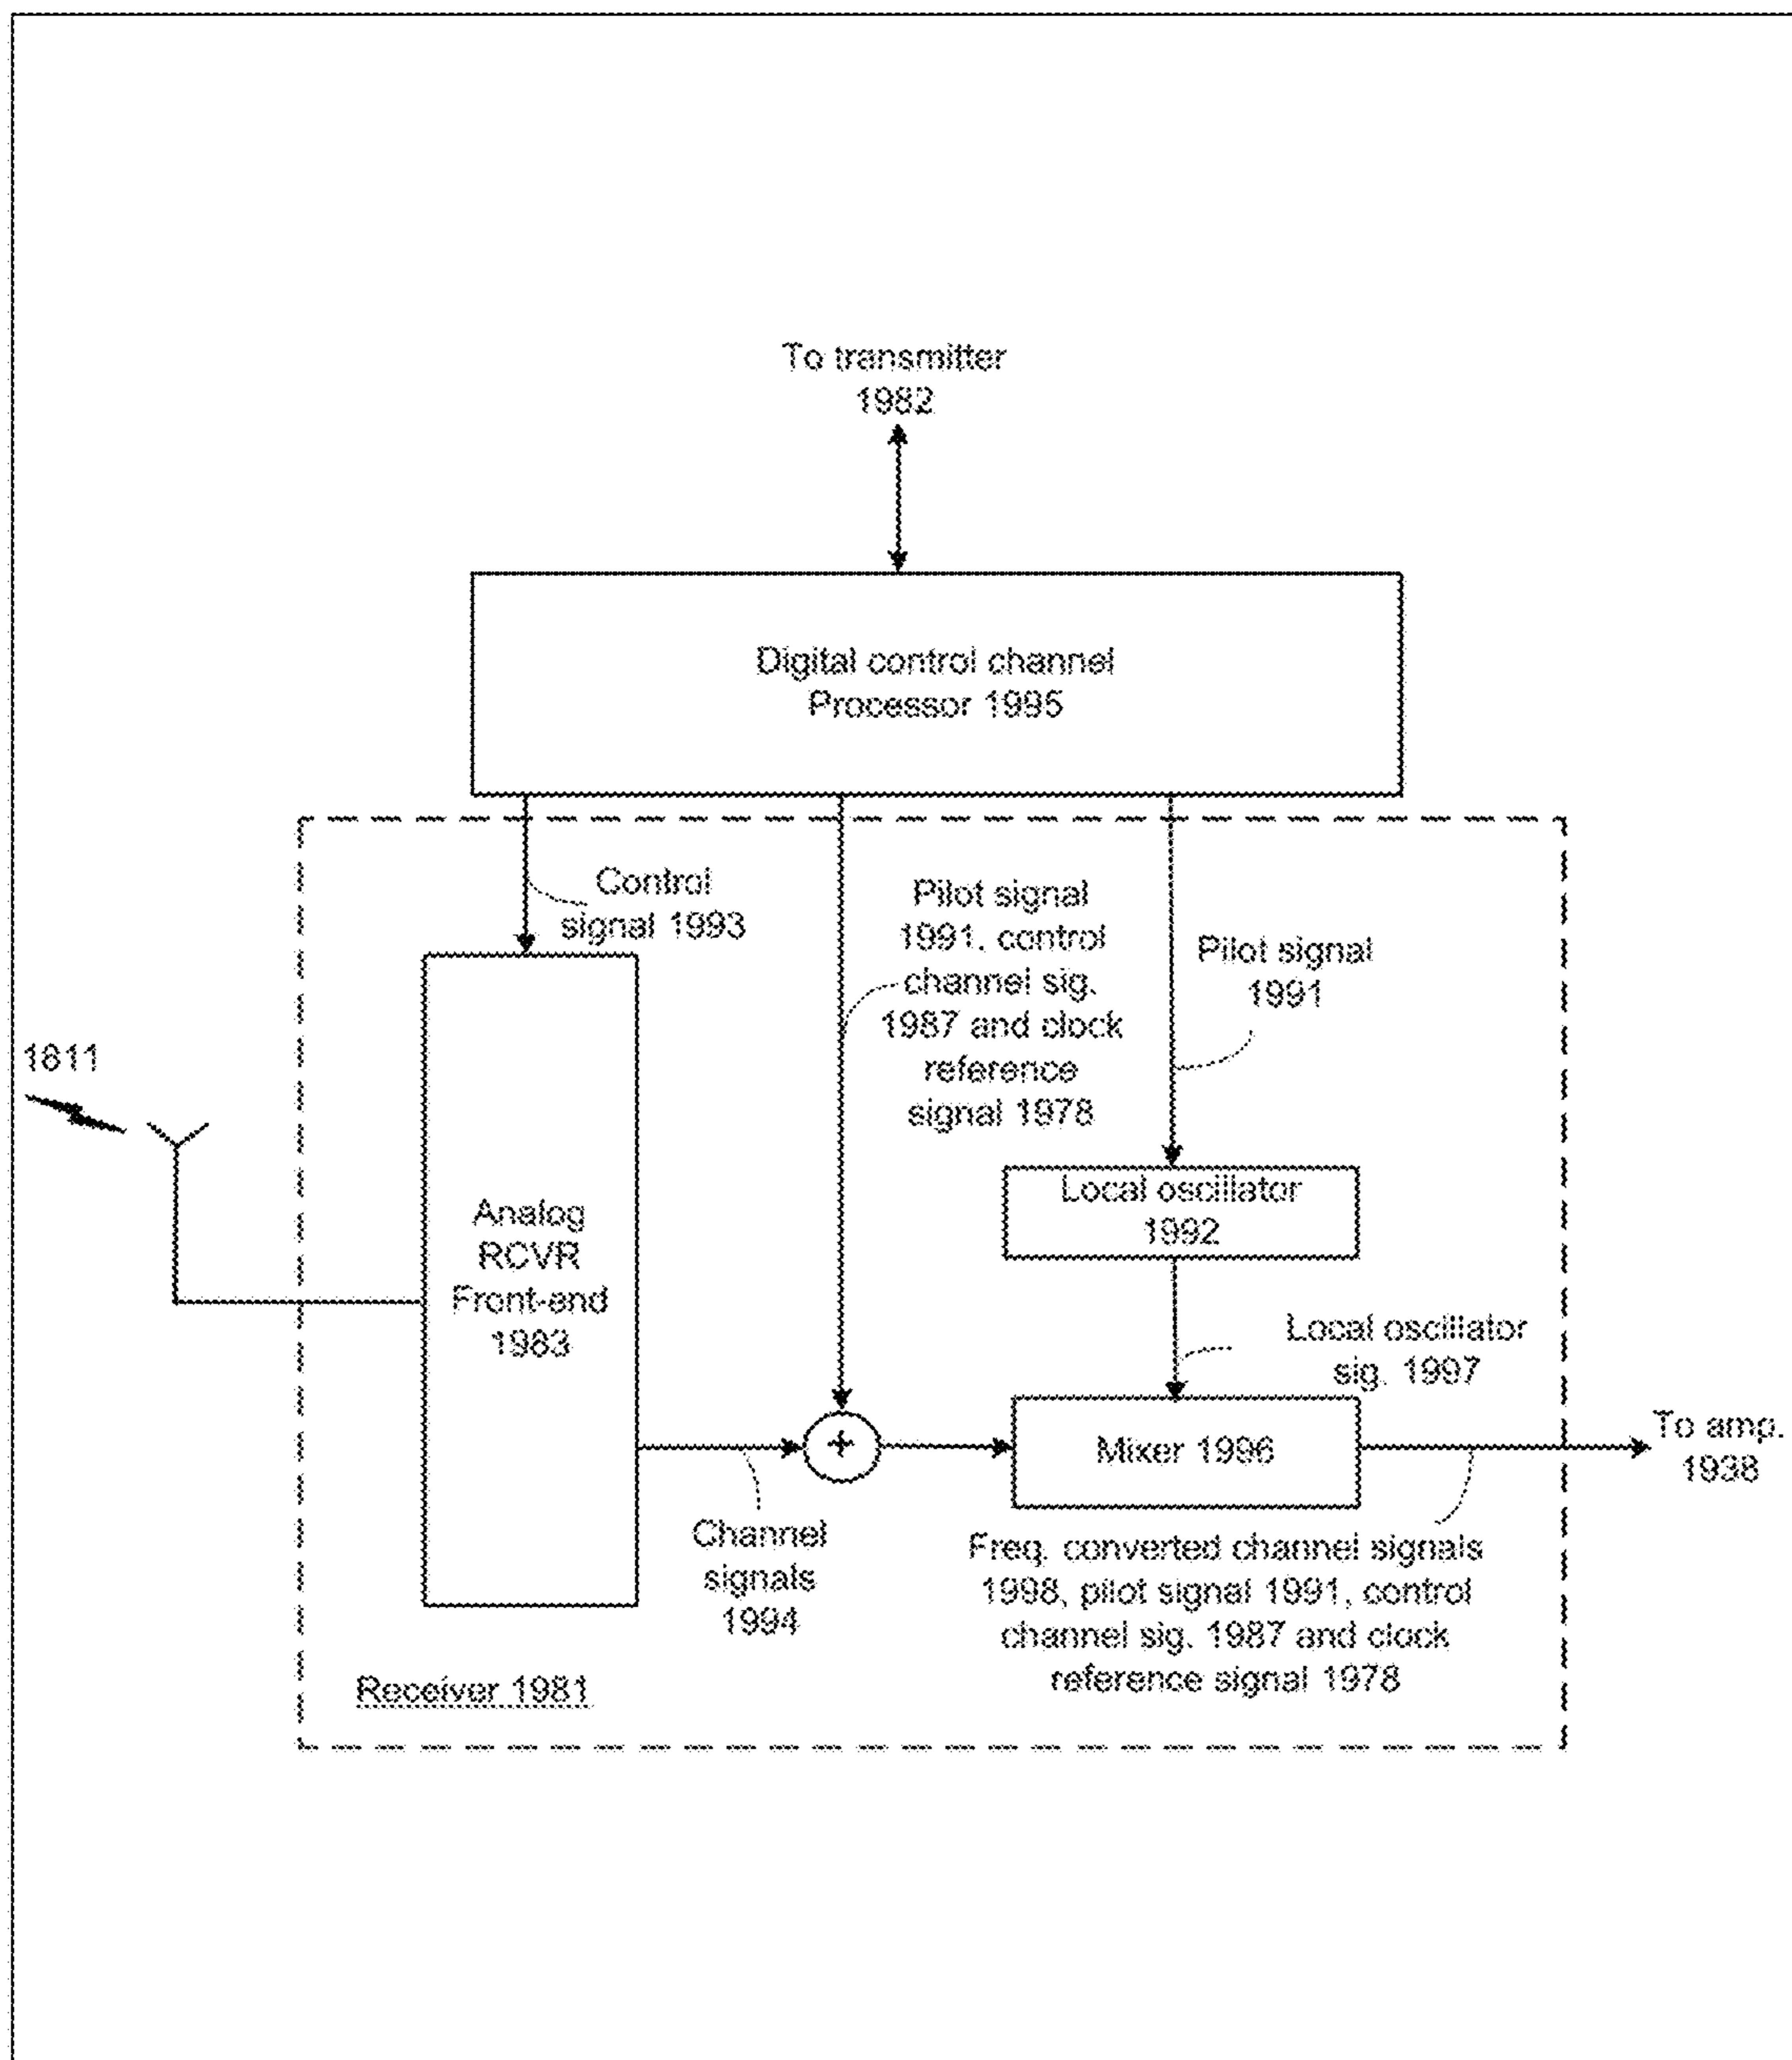 To transmitter
1982
Digital control channel
Processor 1995
Control
signal 1993
Pilot signal
1991, control
channel sig.
1987 and clock
reference
signal 1978
Pilot signal
1991
1811
Local oscillator
1992
Analog
RCVR
Front-end
1983
Local oscillator
sig. 1997
+
Mixer 1996
To amp.
1938
Channel
signals
1994
Freq. converted channel signals
1998, pilot signal 1991, control
channel sig. 1987 and clock
reference signal 1978
Receiver 1981